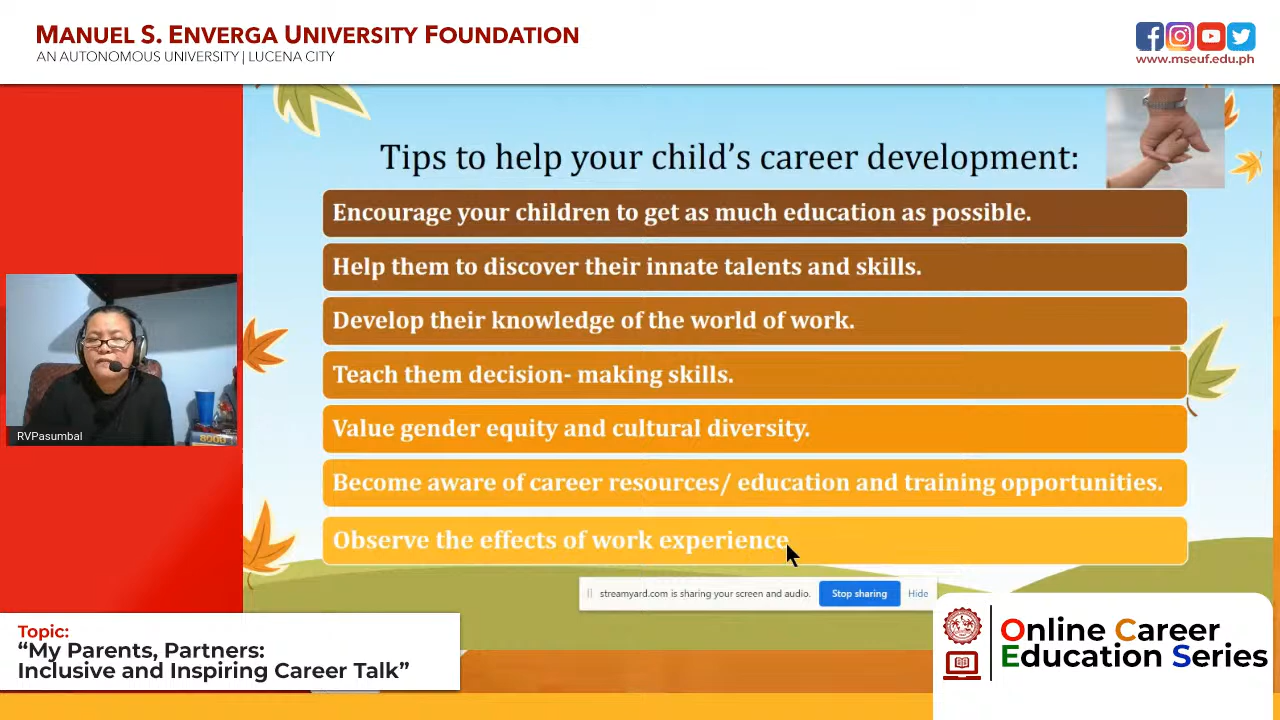 MANUEL S. ENVERGA UNIVERSITY FOUNDATION
AN AUTONOMOUS UNIVERSITY | LUCENA CITY
www.mseuf.edu.ph
Tips to help your child’s career development:
Encourage your children to get as much education as possible.
Help them to discover their innate talents and skills.
Develop their knowledge of the world of work.
Teach them decision- making skills.
Value gender equity and cultural diversity.
Become aware of career resources/ education and training opportunities.
Observe the effects of work experience
8000
RVPasumbal
streamyard.com is sharing your screen and audio.
Stop sharing
Hide
Topic:
“My Parents, Partners:
Inclusive and Inspiring Career Talk”
Online Career
Education Series